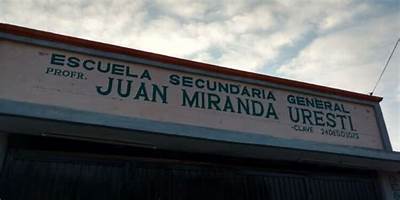 ESCUELA SECUNDARIA GENERAL
PROFR. JUAN MIRANDA URESTI.
-CLAVE